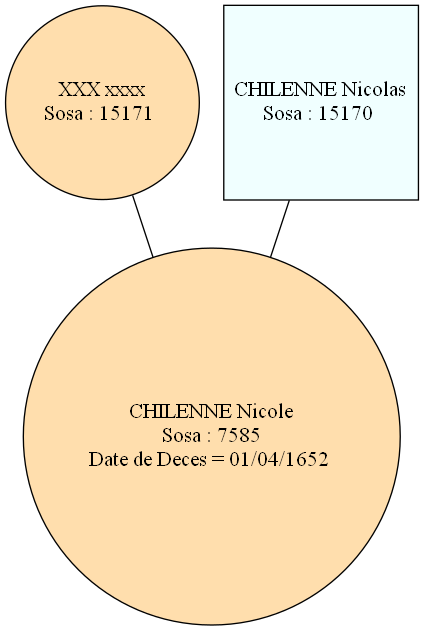 XXX xxxx
Sosa : 15171
CHILENNE Nicolas
Sosa : 15170
CHILENNE Nicole
Sosa : 7585
Date de Deces = 01/04/1652